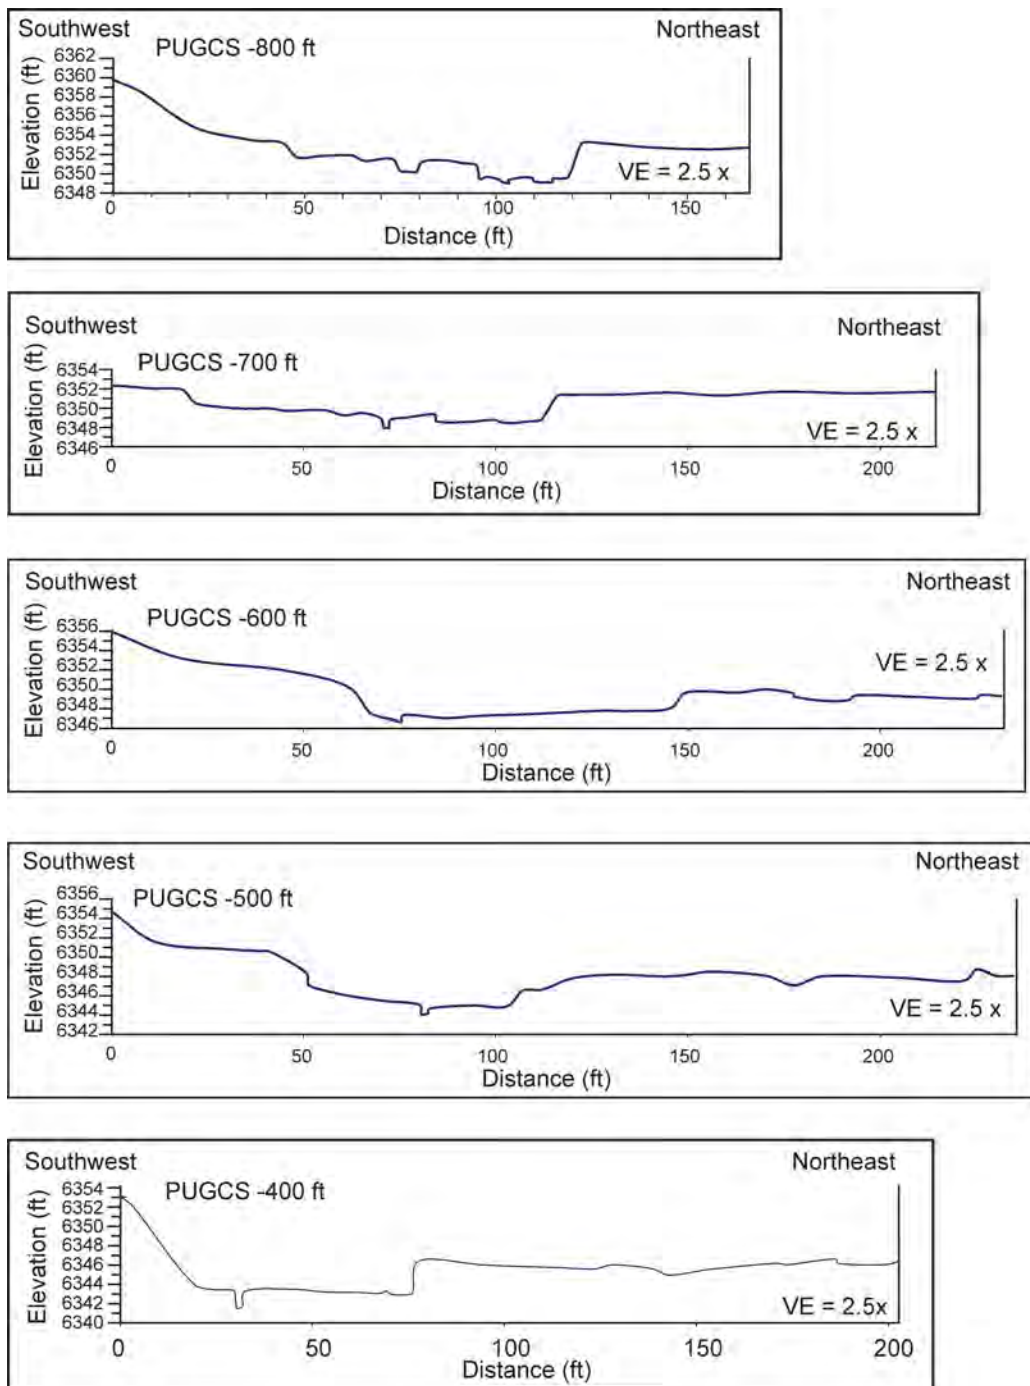 Southwest
Northeast
PUGCS -800 ft
Elevation (ft)
6362
6360
6358
6356
6354
6352
6350
6348
VE = 2.5 x
0 50 100 150
Distance (ft)
Southwest
Northeast
PUGCS -700 ft
Elevation (ft)
6354
6352
6350
6348
6346
VE = 2.5 x
0 50 100 150 200
Distance (ft)
Southwest
Northeast
PUGCS -600 ft
Elevation (ft)
6356
6354
6352
6350
6348
6346
VE = 2.5 x
0 50 100 150 200
Distance (ft)
Southwest
Northeast
PUGCS -500 ft
Elevation (ft)
6356
6354
6352
6350
6348
6346
6344
6342
VE = 2.5 x
0 50 100 150 200
Distance (ft)
Southwest
Northeast
PUGCS -400 ft
Elevation (ft)
6354
6352
6350
6348
6346
6344
6342
6340
VE = 2.5x
0 50 100 150 200
Distance (ft)